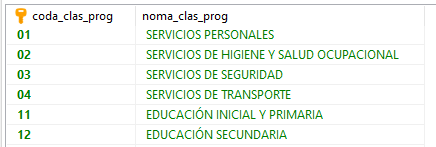 coda_clas_prog noma_clas_prog
01 SERVICIOS PERSONALES
02 SERVICIOS DE HIGIENE Y SALUD OCUPACIONAL
03 SERVICIOS DE SEGURIDAD
04 SERVICIOS DE TRANSPORTE
11 EDUCACIÓN INICIAL Y PRIMARIA
12 EDUCACIÓN SECUNDARIA